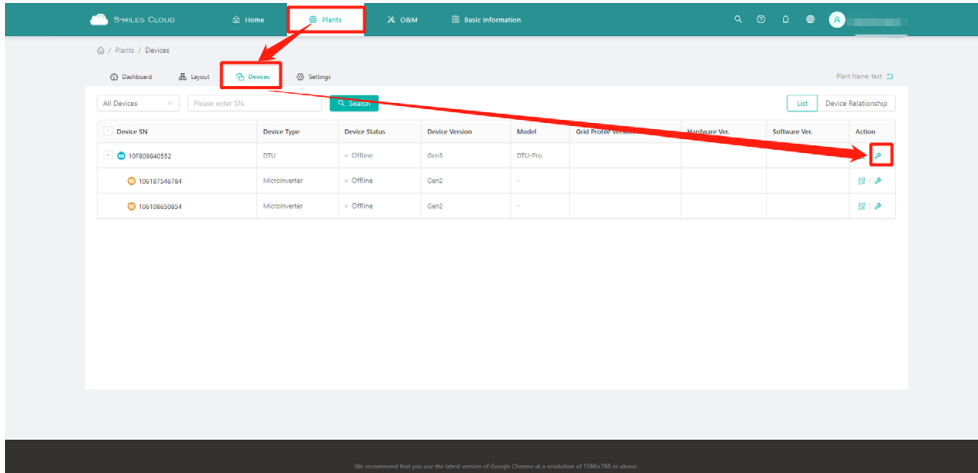 S-MILES CLOUD Home Plants O&M Basic Information
/ Plants / Devices
Dashboard Layout Devices Settings Plant Name: text
All Devices Please enter SN. Search List Device Relationship
Device SN Device Type Device Status Device Version Model Grid Profile Version Hardware Ver. Software Ver. Action
10F809840552 DTU Offline Gen3 DTU-Pro
106187546784 Microinverter Offline Gen2 -
106108650854 Microinverter Offline Gen2 -
We recommend that you use the latest version of Google Chrome at a resolution of 1366×768 or above.